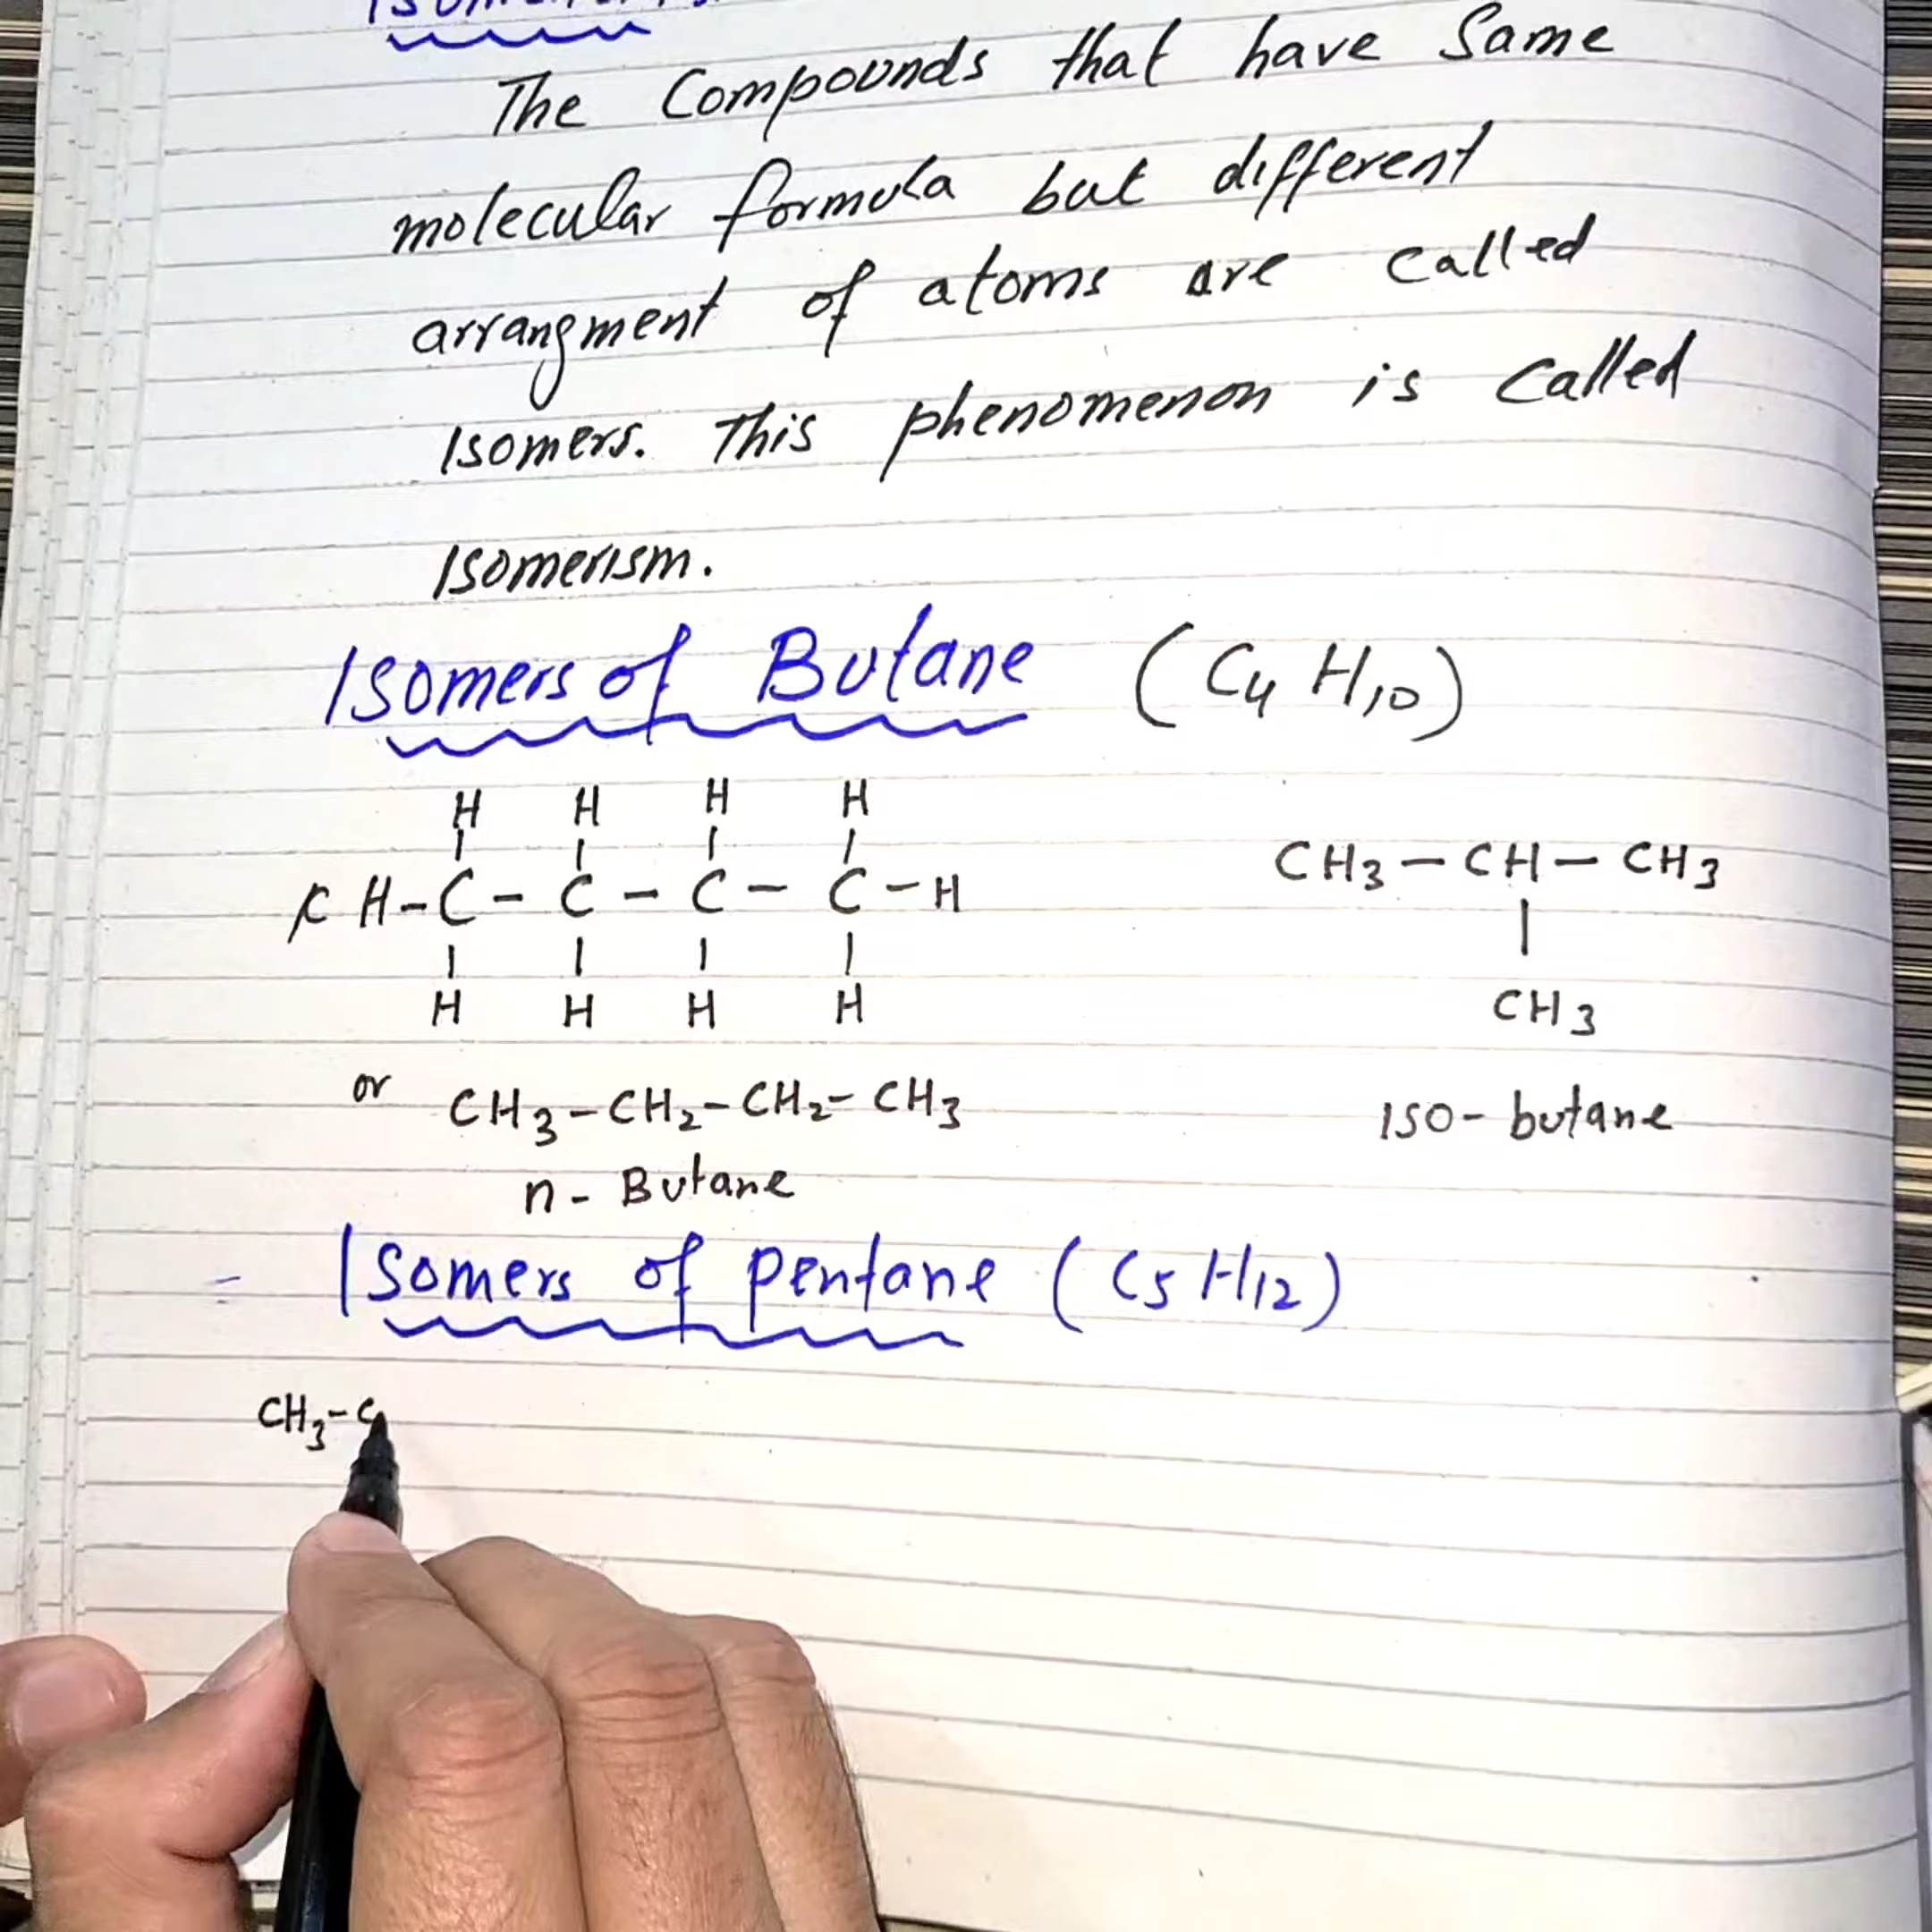 The Compounds that have Same
molecular formula but different
arrangment of atoms are called
Isomers. This phenomenon is called
Isomerism.
Isomers of Butane (C4 H10)
H H H H
H-C - C - C - C - H
H H H H
CH3 - CH - CH3
CH3
or CH3 - CH2 - CH2 - CH3
n - Butane
ISO - butane
= Isomers of pentane (C5 H12)
CH3 - C